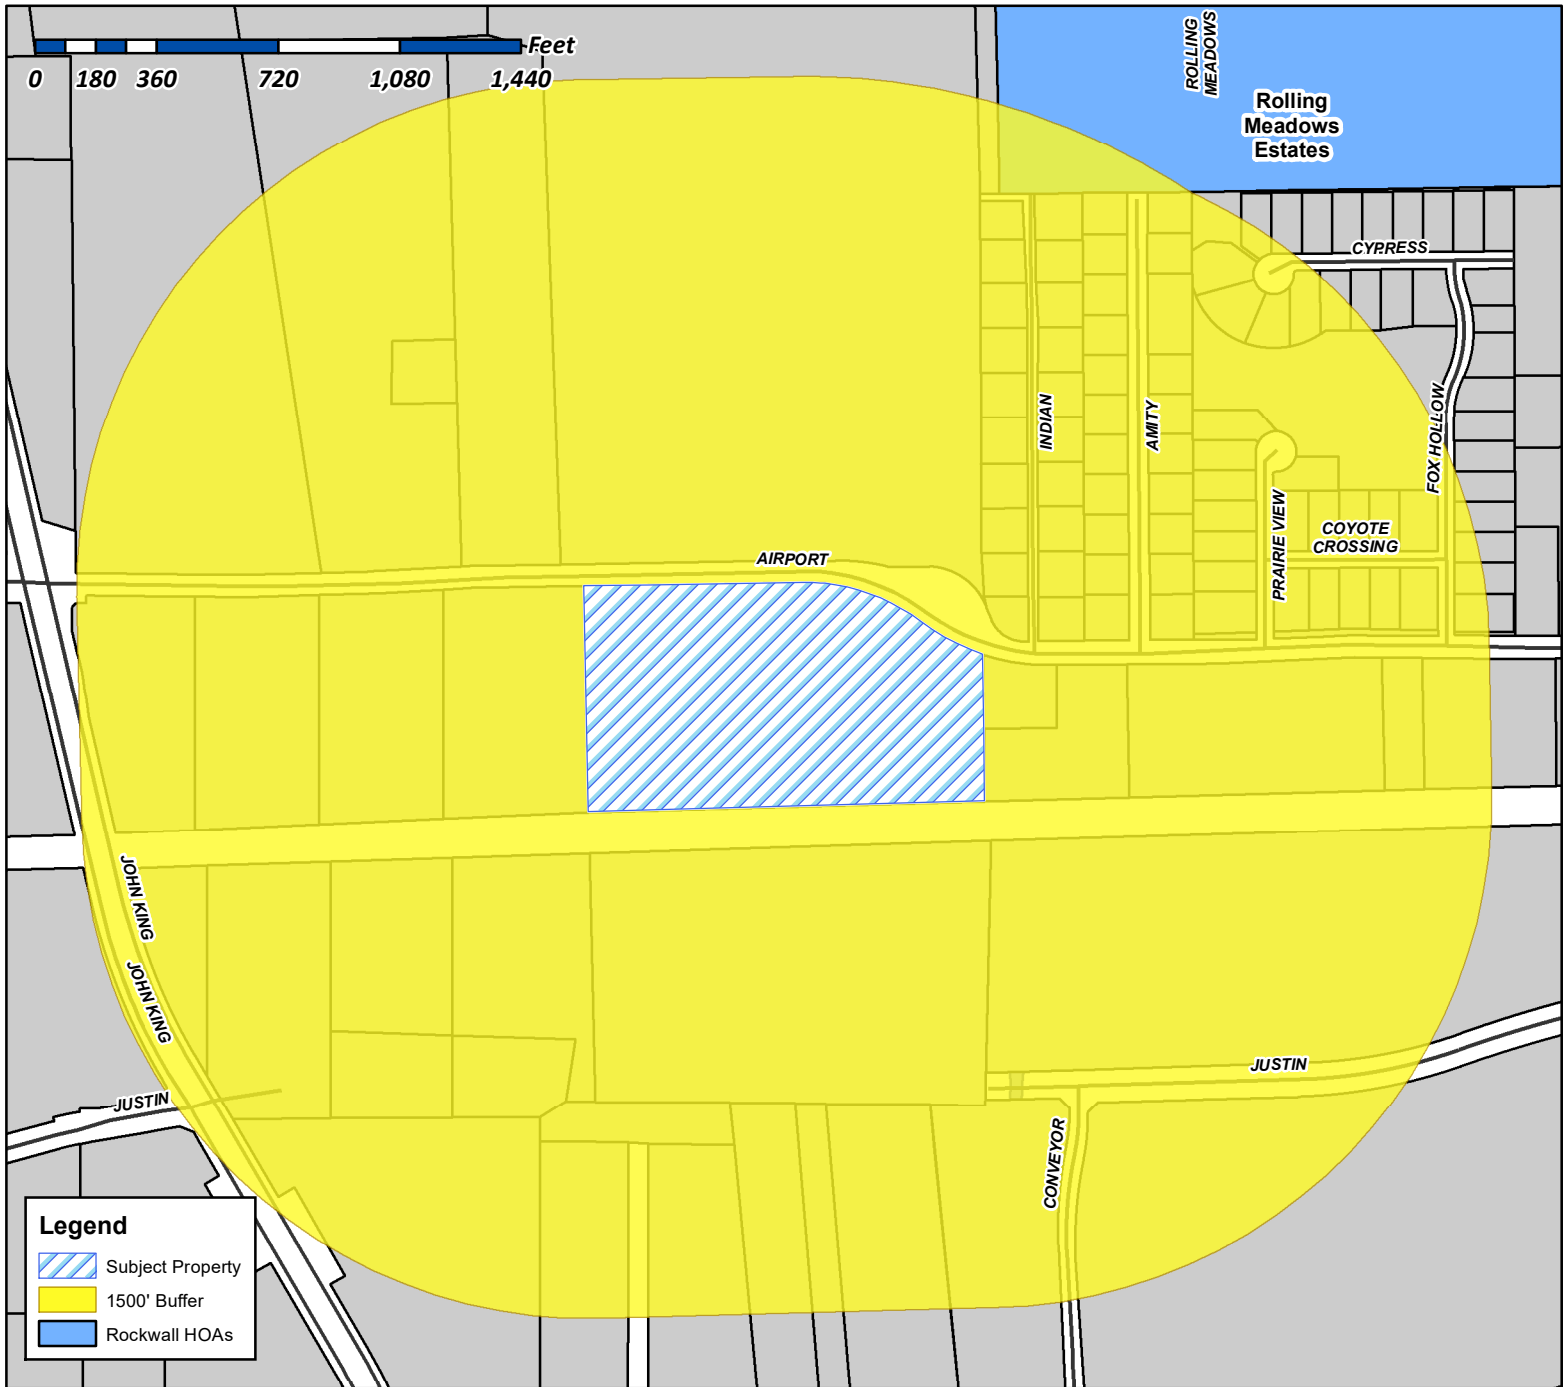 ROLLING
MEADOWS
Feet
0 180 360 720 1,080 1,440
Rolling
Meadows
Estates
CYPRESS
FOX HOLLOW
INDIAN
AMITY
PRAIRIE VIEW
COYOTE
CROSSING
AIRPORT
JOHN KING
JOHN KING
JUSTIN
JUSTIN
CONVEYOR
Legend
Subject Property
1500' Buffer
Rockwall HOAs